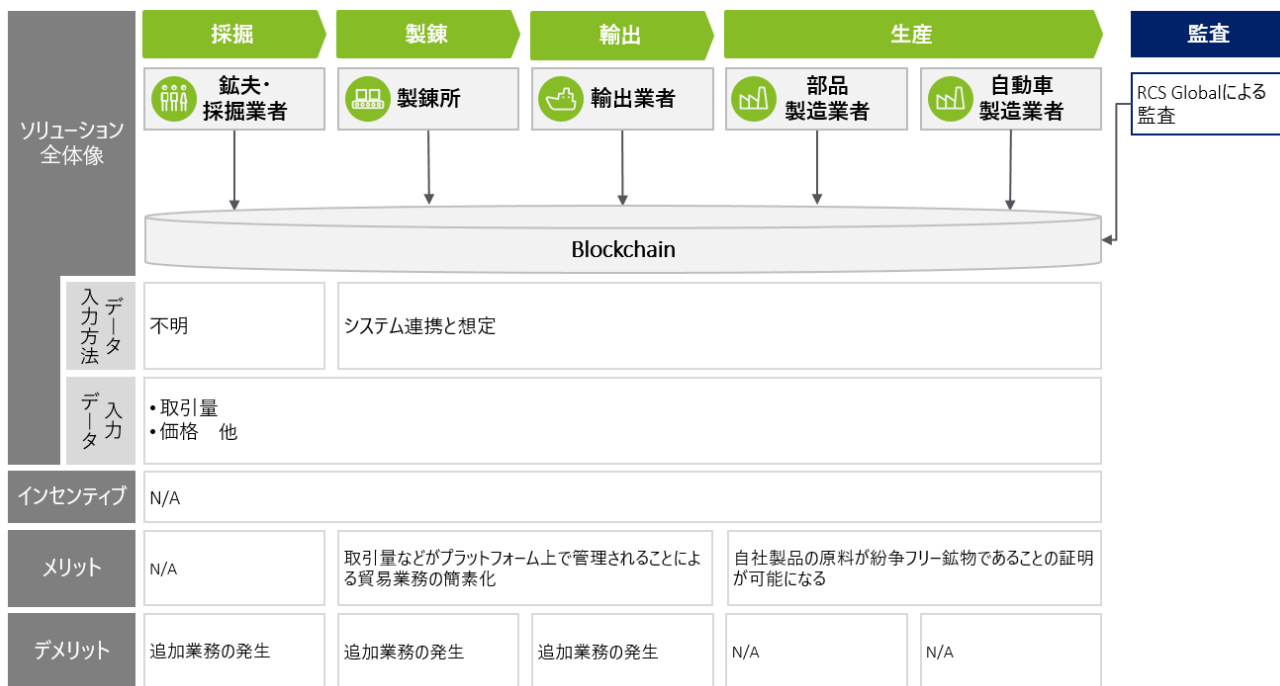 採掘
製錬
輸出
生産
監査
ソリューション
全体像
鉱夫・
採掘業者
製錬所
輸出業者
部品
製造業者
自動車
製造業者
RCS Globalによる
監査
Blockchain
データ
入力方法
不明
システム連携と想定
入力
データ
•取引量
•価格　他
インセンティブ
N/A
メリット
N/A
取引量などがプラットフォーム上で管理されることによ
る貿易業務の簡素化
自社製品の原料が紛争フリー鉱物であることの証明
が可能になる
デメリット
追加業務の発生
追加業務の発生
追加業務の発生
N/A
N/A